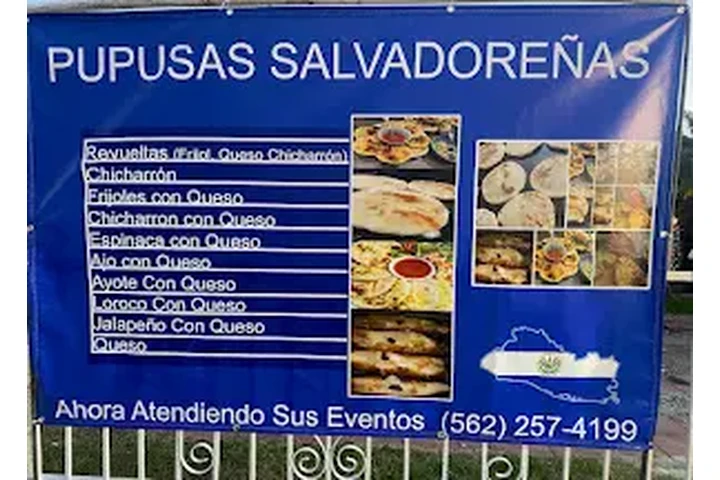 PUPUSAS SALVADOREÑAS
Revueltas (Frijol, Queso Chicharrón)
Chicharrón
Frijoles con Queso
Chicharron con Queso
Espinaca con Queso
Ajo con Queso
Ayote Con Queso
Loroco Con Queso
Jalapeño Con Queso
Queso
Ahora Atendiendo Sus Eventos (562) 257-4199